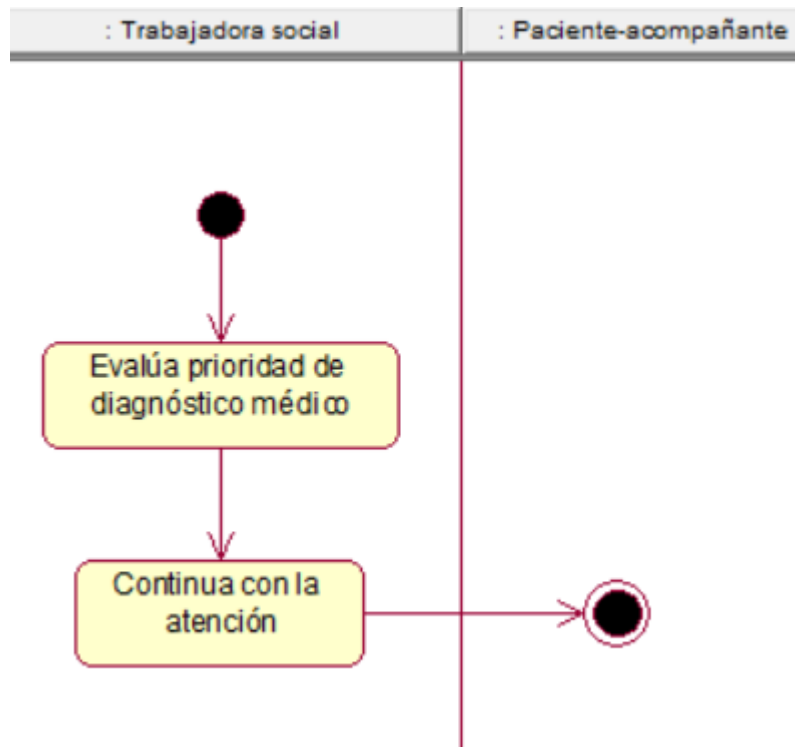 : Trabajadora social
: Paciente-acompañante
Evalúa prioridad de
diagnóstico médico
Continua con la
atención